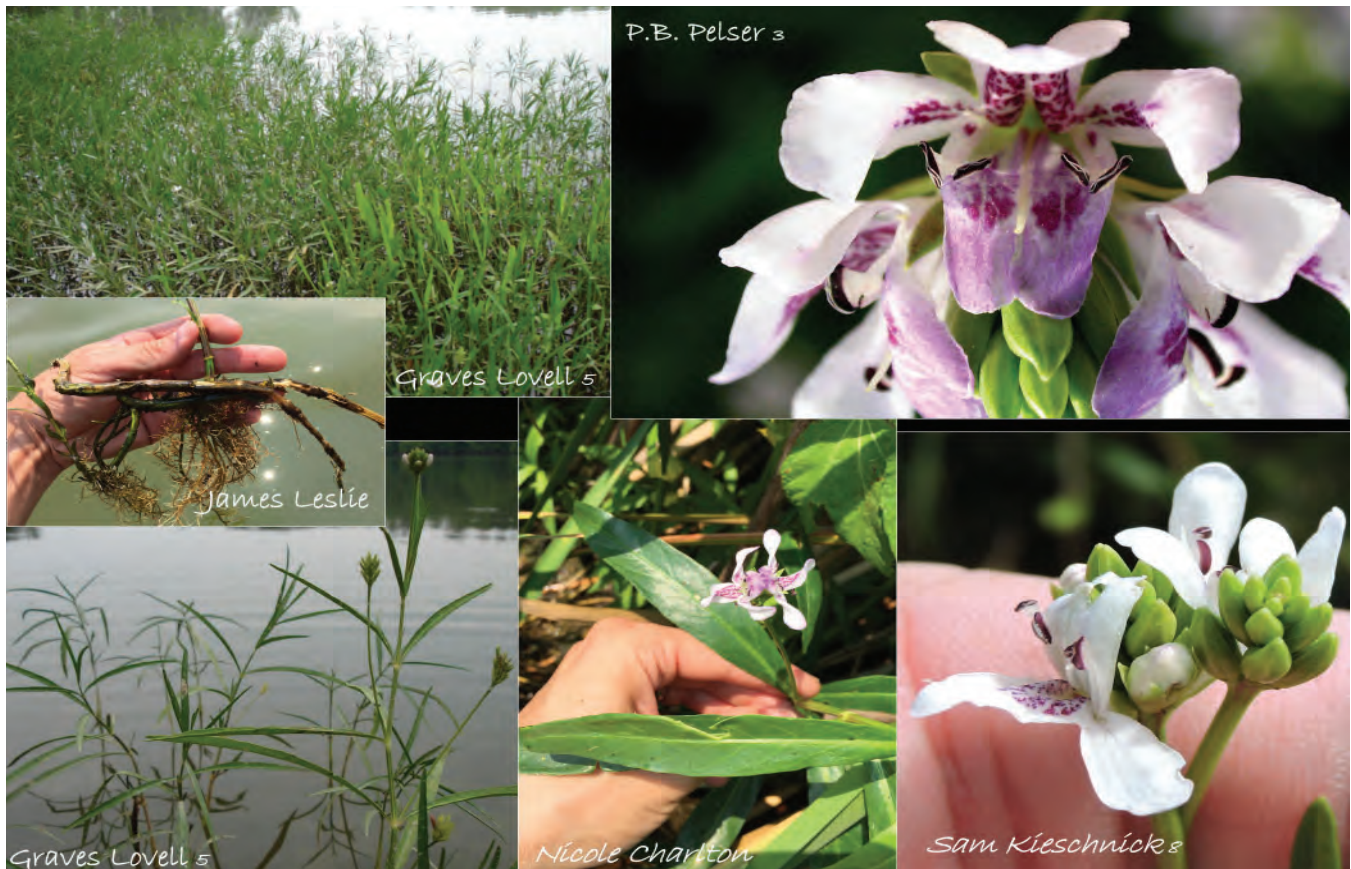 P.B. Pelser 3
Graves Lovell 5
James Leslie
Graves Lovell 5
Nicole Charlton
Sam Kieschnick 8